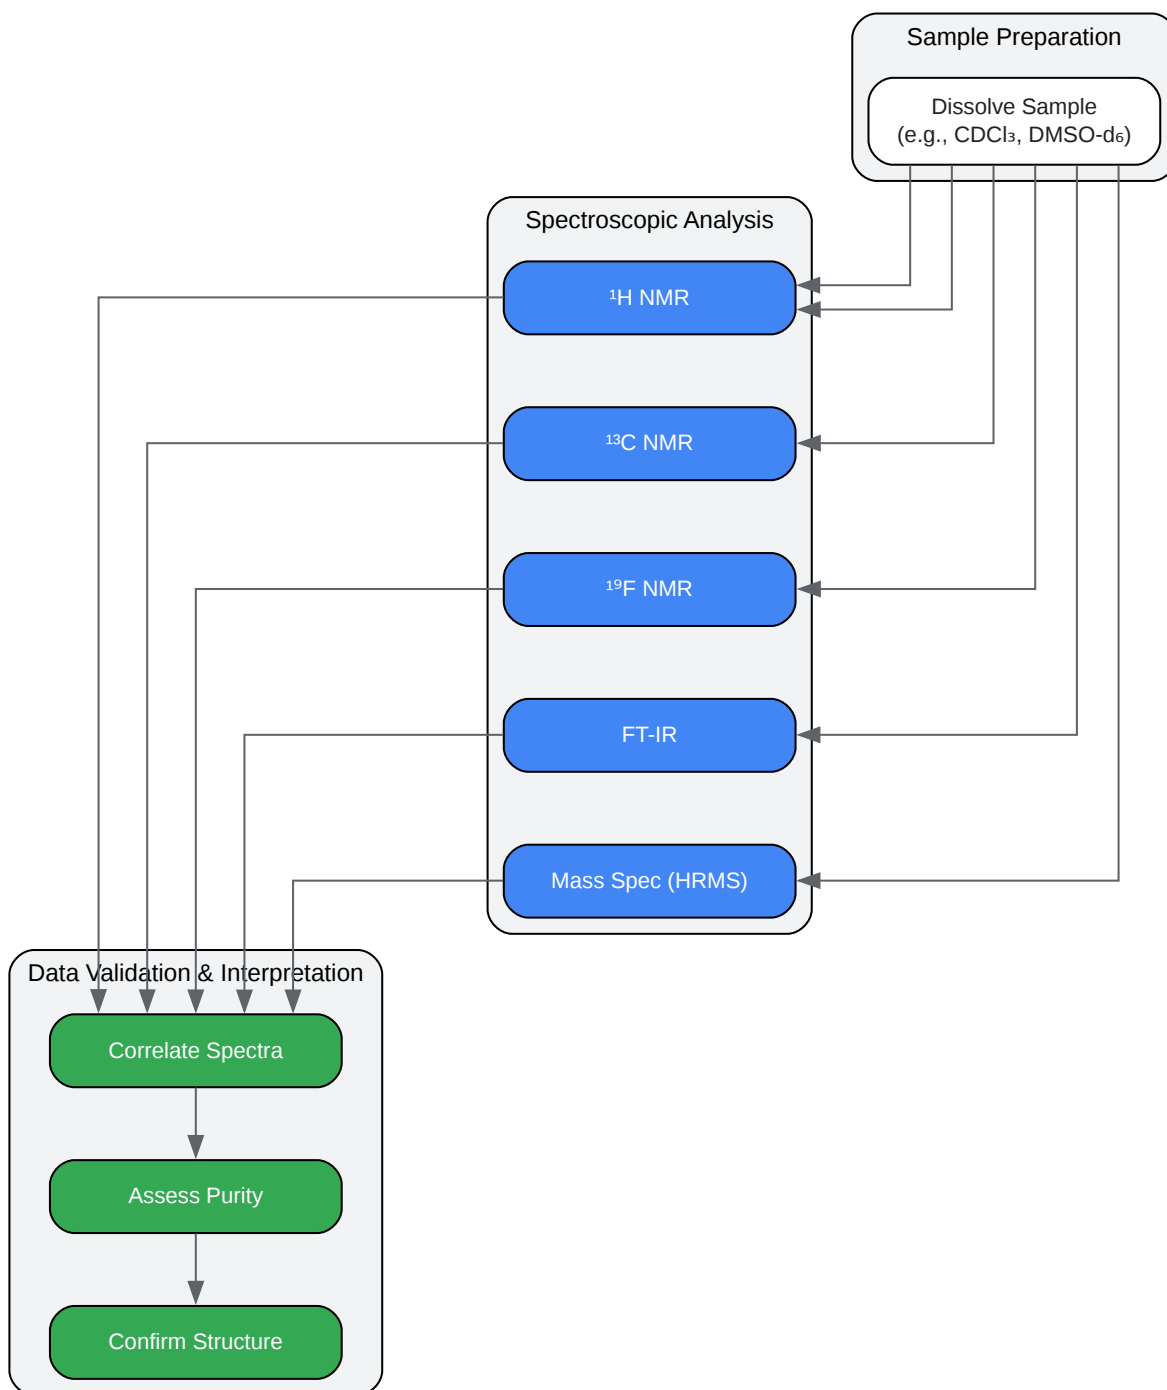 Sample Preparation
Dissolve Sample
(e.g., CDCl₃, DMSO-d₆)
Spectroscopic Analysis
¹H NMR
¹³C NMR
¹⁹F NMR
FT-IR
Mass Spec (HRMS)
Data Validation & Interpretation
Correlate Spectra
Assess Purity
Confirm Structure